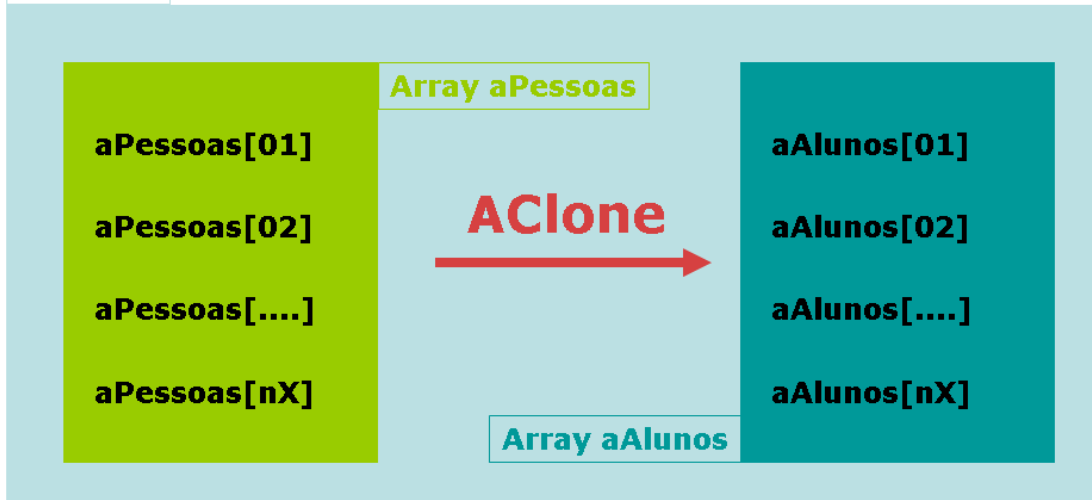 Array aPessoas
aPessoas[01]
aPessoas[02]
aPessoas[....]
aPessoas[nX]
AClone
aAlunos[01]
aAlunos[02]
aAlunos[....]
aAlunos[nX]
Array aAlunos